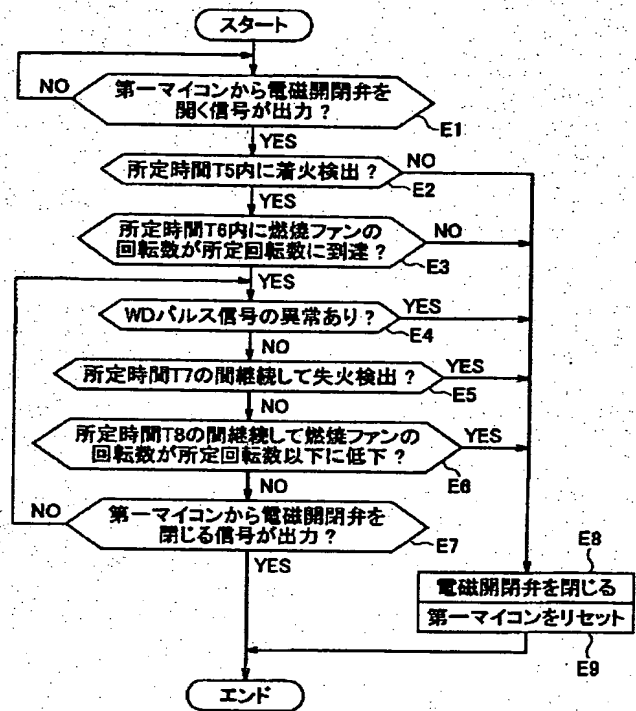 スタート
第一マイコンから電磁開閉弁を
開く信号が出力？
NO
E1
YES
所定時間T5内に着火検出？
NO
E2
YES
所定時間T6内に燃焼ファンの
回転数が所定回転数に到達？
NO
E3
YES
WDパルス信号の異常あり？
YES
E4
NO
所定時間T7の間継続して失火検出？
YES
E5
NO
所定時間T8の間継続して燃焼ファンの
回転数が所定回転数以下に低下？
YES
E6
NO
第一マイコンから電磁開閉弁を
閉じる信号が出力？
NO
E7
YES
E8
電磁開閉弁を閉じる
第一マイコンをリセット
E9
エンド